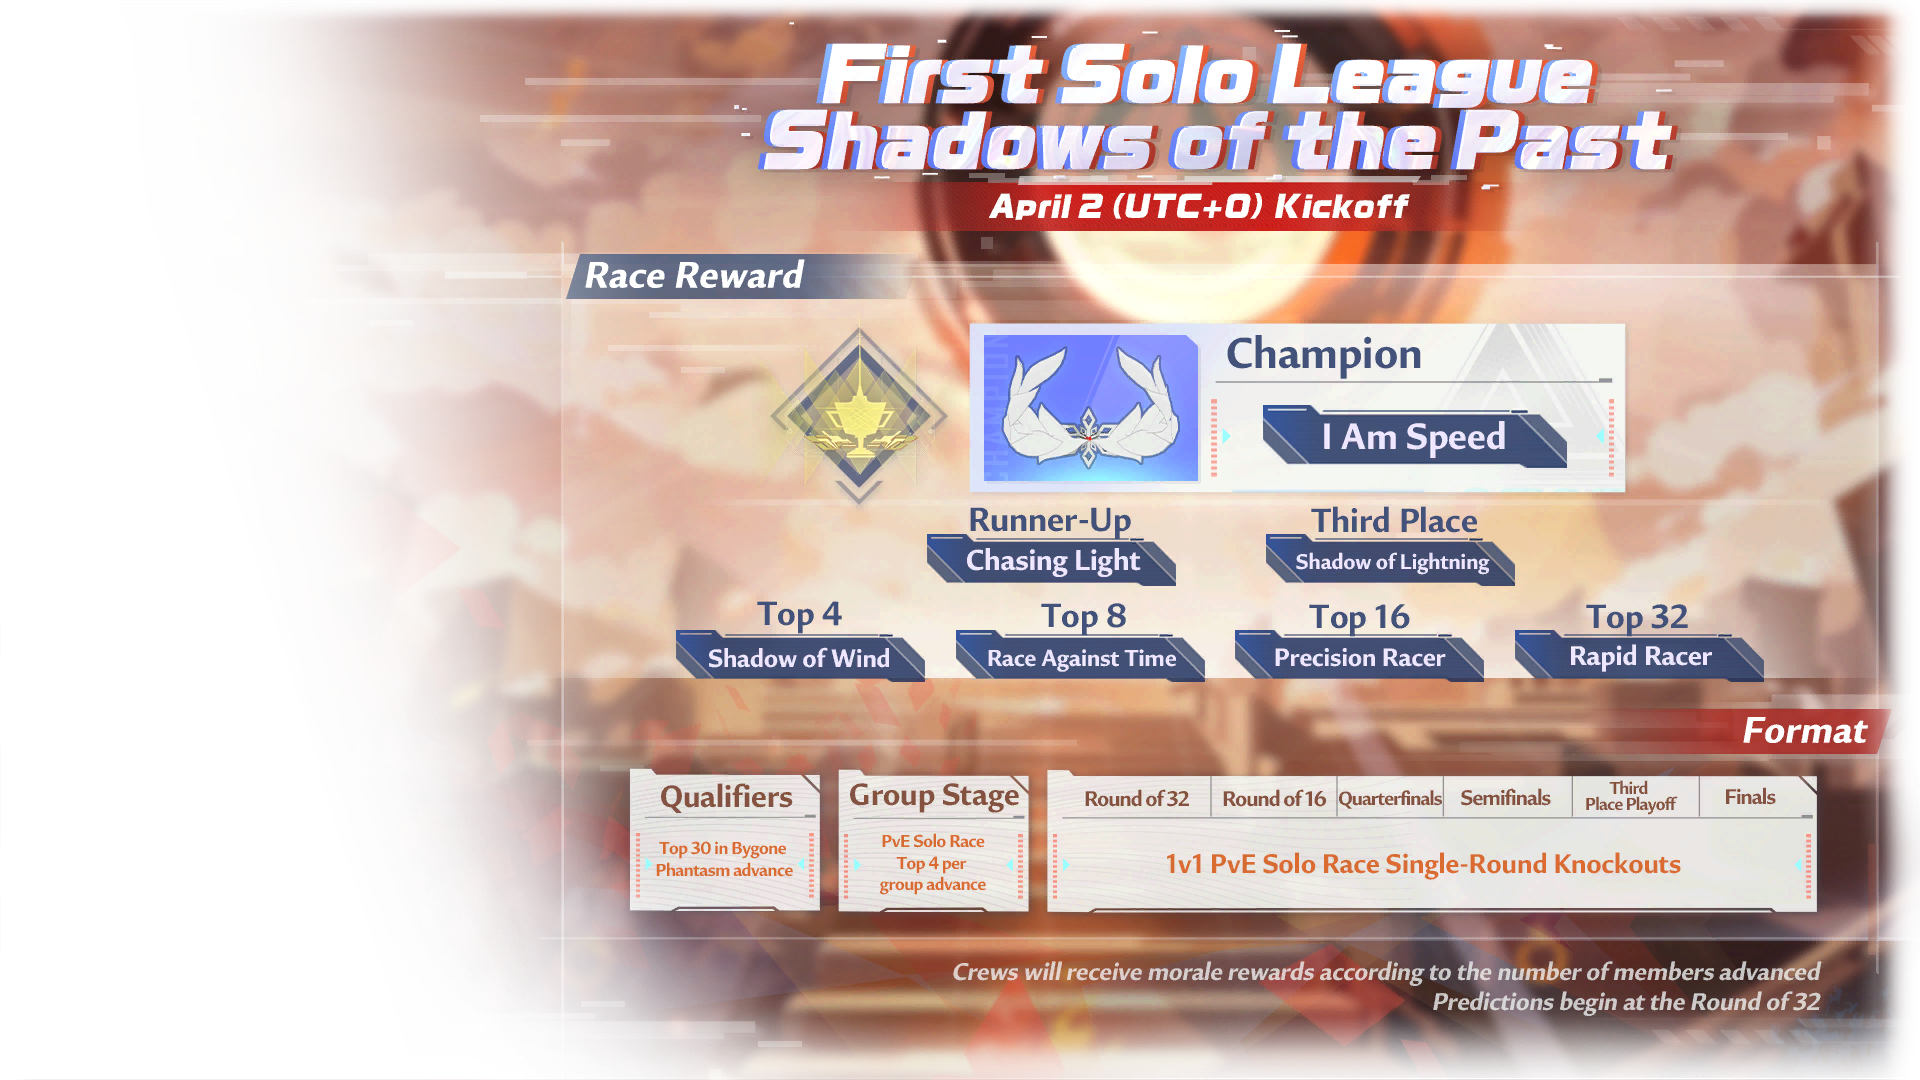 First Solo League
Shadows of the Past
April 2 (UTC+0) Kickoff
Race Reward
CHAMPION
Champion
I Am Speed
Runner-Up
Chasing Light
Third Place
Shadow of Lightning
Top 4
Shadow of Wind
Top 8
Race Against Time
Top 16
Precision Racer
Top 32
Rapid Racer
Format
Qualifiers
Top 30 in Bygone
Phantasm advance
Group Stage
PvE Solo Race
Top 4 per
group advance
Round of 32
Round of 16
Quarterfinals
Semifinals
Third
Place Playoff
Finals
1v1 PvE Solo Race Single-Round Knockouts
Crews will receive morale rewards according to the number of members advanced
Predictions begin at the Round of 32